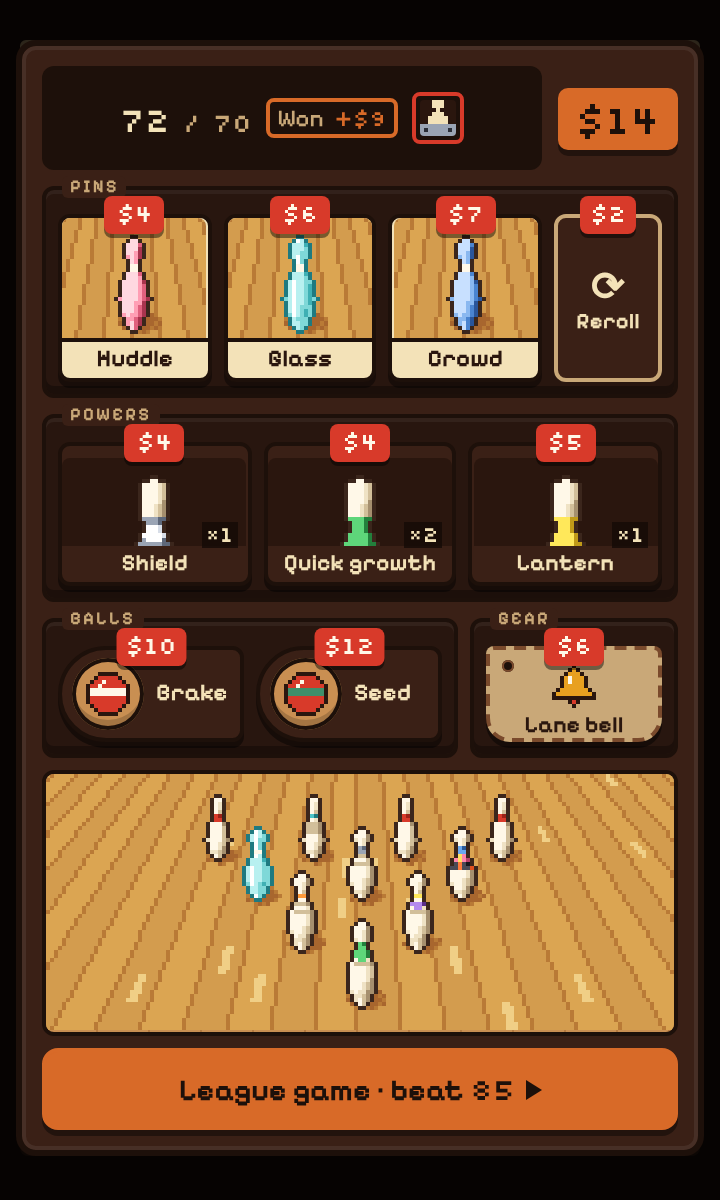 72 / 70 Won +$9 $14
PINS
$4 $6 $7 $2
Huddle Glass Crowd Reroll
POWERS
$4 $4 $5
×1 ×2 ×1
Shield Quick growth Lantern
BALLS GEAR
$10 $12 $6
Brake Seed
Lane bell
League game · beat 85